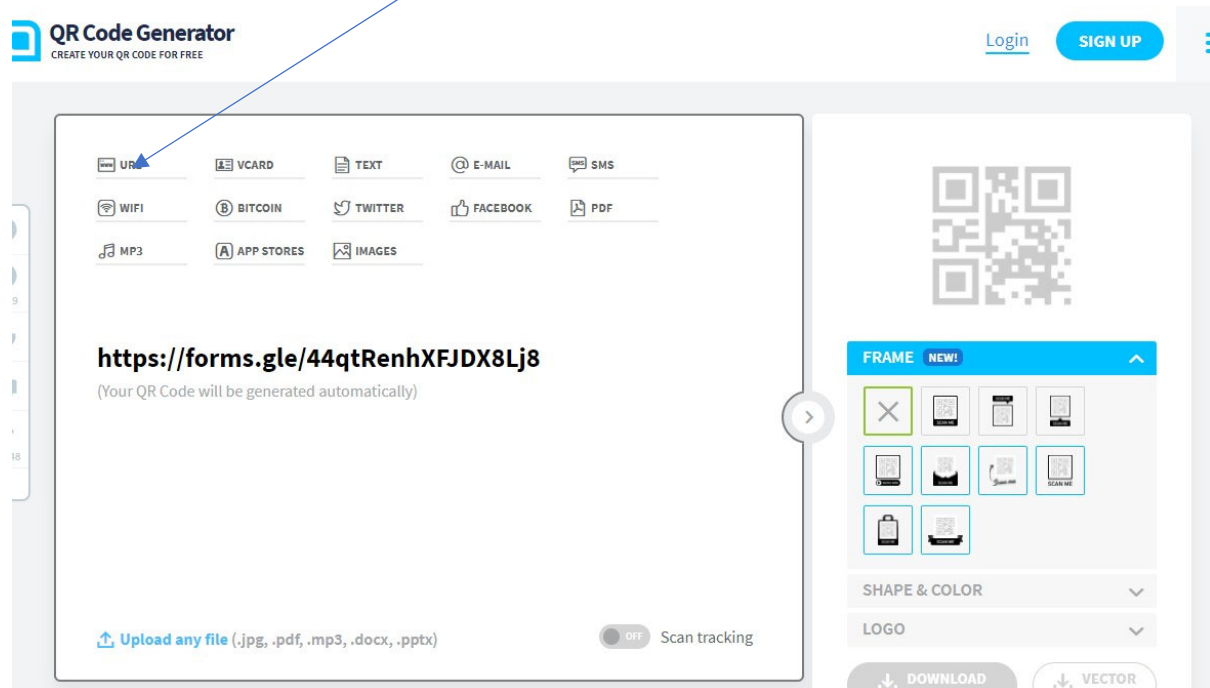 QR Code Generator
CREATE YOUR QR CODE FOR FREE
Login
SIGN UP
VCARD
TEXT
E-MAIL
SMS
WIFI
BITCOIN
TWITTER
FACEBOOK
PDF
MP3
APP STORES
IMAGES
https://forms.gle/44qtRenhXFJDX8Lj8
(Your QR Code will be generated automatically)
Upload any file (.jpg, .pdf, .mp3, .docx, .pptx)
OFF Scan tracking
FRAME NEW!
SCAN ME
SHAPE & COLOR
LOGO
DOWNLOAD
VECTOR